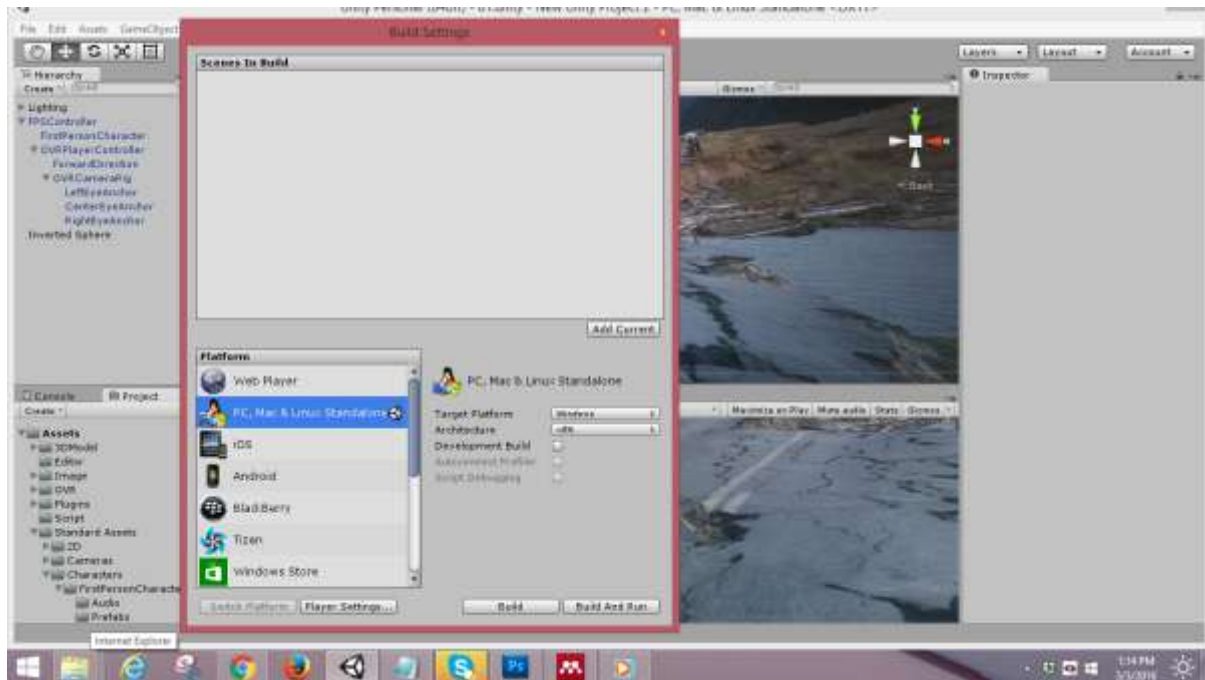 Build Settings
File Edit Assets GameObject
Layers
Layout
Account
Hierarchy
Create
Lighting
FPSController
FirstPersonCharacter
OVRPlayerController
ForwardDirection
OVRCameraRig
LeftEyeAnchor
CenterEyeAnchor
RightEyeAnchor
Inverted Sphere
Scenes In Build
Add Current
Platform
Web Player
PC, Mac & Linux Standalone
iOS
Android
BlackBerry
Tizen
Windows Store
PC, Mac & Linux Standalone
Target Platform Windows
Architecture x86
Development Build
Autoconnect Profiler
Script Debugging
Switch Platform Player Settings... Build Build And Run
Gizmos
Back
Inspector
Maximize on Play Mute audio Stats Gizmos
Console Project
Create
Assets
3DModel
Editor
Image
OVR
Plugins
Script
Standard Assets
2D
Cameras
Characters
FirstPersonCharacte
Audio
Prefabs
Internet Explorer
Ps
1:14 PM